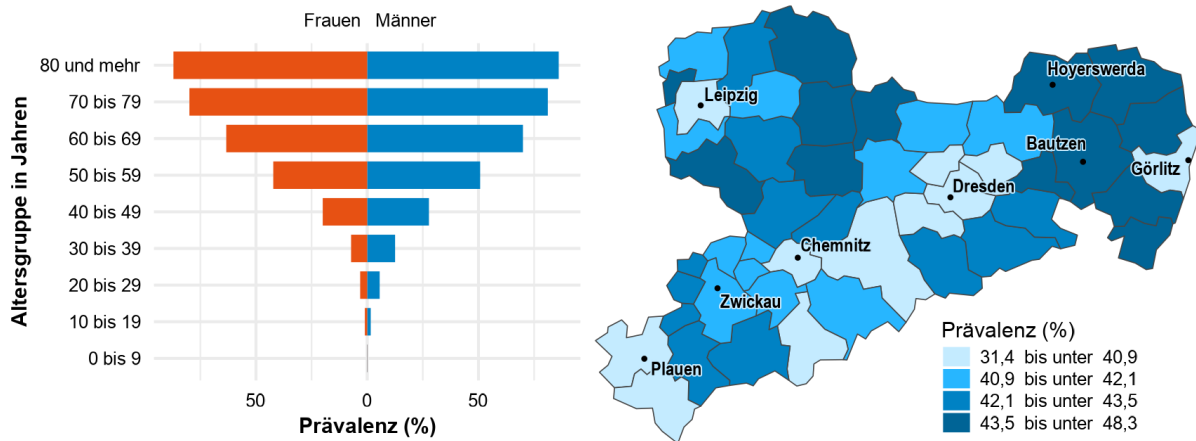 Frauen Männer
Altersgruppe in Jahren
80 und mehr
70 bis 79
60 bis 69
50 bis 59
40 bis 49
30 bis 39
20 bis 29
10 bis 19
0 bis 9
50 0 50
Prävalenz (%)
Hoyerswerda
Leipzig
Bautzen
Görlitz
Dresden
Chemnitz
Zwickau
Plauen
Prävalenz (%)
31,4 bis unter 40,9
40,9 bis unter 42,1
42,1 bis unter 43,5
43,5 bis unter 48,3